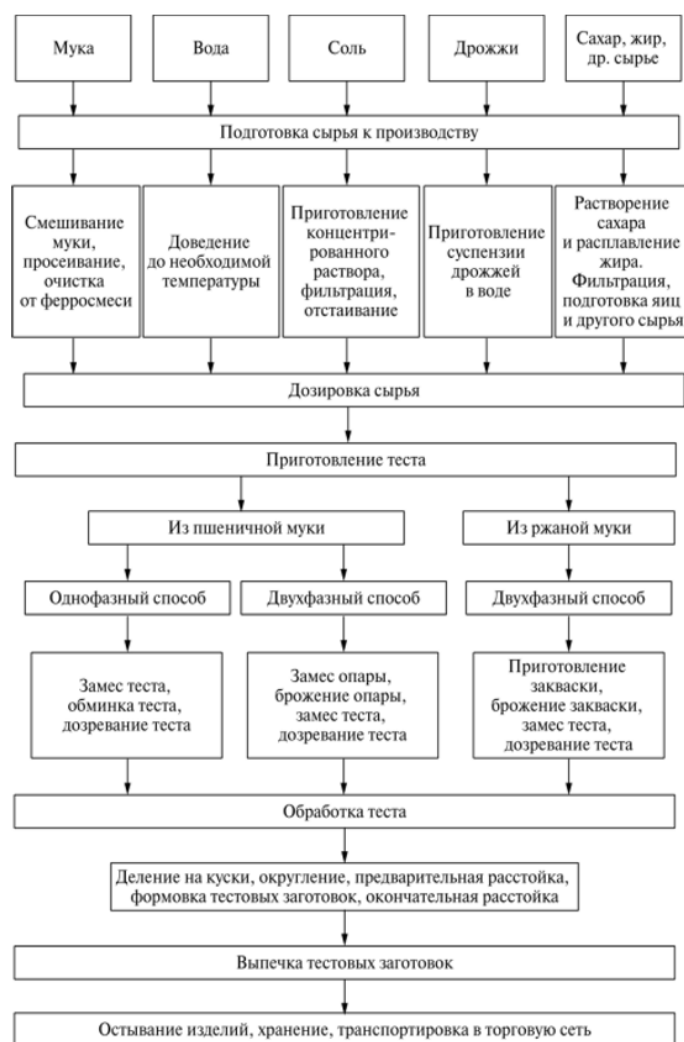 Мука
Вода
Соль
Дрожжи
Сахар, жир,
др. сырье
Подготовка сырья к производству
Смешивание
муки,
просеивание,
очистка
от ферросмеси
Доведение
до необходимой
температуры
Приготовление
концентри-
рованного
раствора,
фильтрация,
отстаивание
Приготовление
суспензии
дрожжей
в воде
Растворение
сахара
и расплавление
жира.
Фильтрация,
подготовка яиц
и другого сырья
Дозировка сырья
Приготовление теста
Из пшеничной муки
Из ржаной муки
Однофазный способ
Двухфазный способ
Двухфазный способ
Замес теста,
обминка теста,
дозревание теста
Замес опары,
брожение опары,
замес теста,
дозревание теста
Приготовление
закваски,
брожение закваски,
замес теста,
дозревание теста
Обработка теста
Деление на куски, округление, предварительная расстойка,
формовка тестовых заготовок, окончательная расстойка
Выпечка тестовых заготовок
Остывание изделий, хранение, транспортировка в торговую сеть